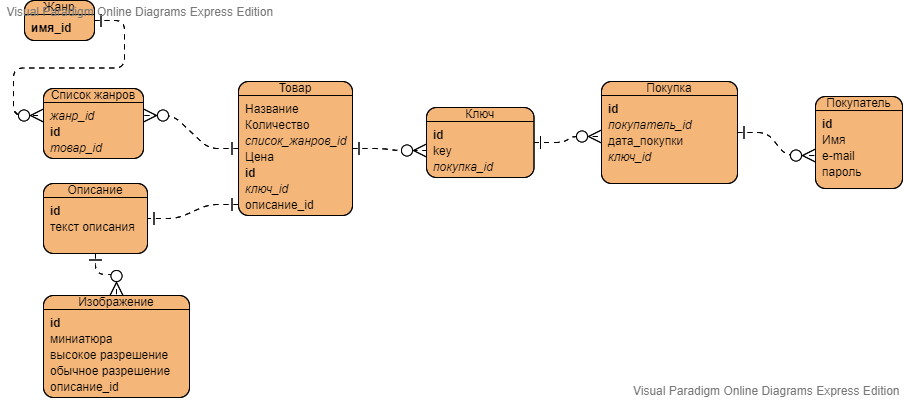 Visual Paradigm Online Diagrams Express Edition
Жанр
имя_id
Список жанров
жанр_id
id
товар_id
Товар
Название
Количество
список_жанров_id
Цена
id
ключ_id
описание_id
Ключ
id
key
покупка_id
Покупка
id
покупатель_id
дата_покупки
ключ_id
Покупатель
id
Имя
e-mail
пароль
Описание
id
текст описания
Изображение
id
миниатюра
высокое разрешение
обычное разрешение
описание_id
Visual Paradigm Online Diagrams Express Edition